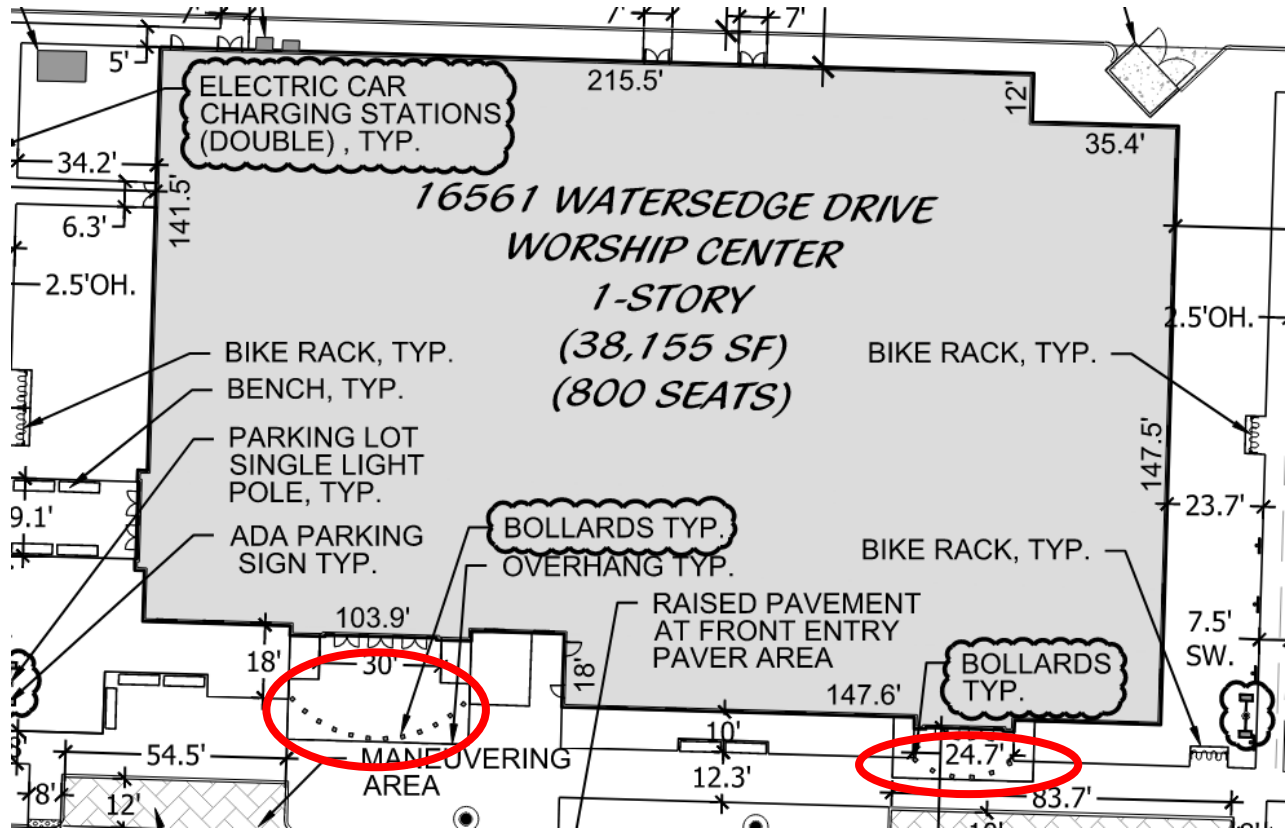 7'
7'
5'
215.5'
12'
35.4'
ELECTRIC CAR
CHARGING STATIONS
(DOUBLE) , TYP.
34.2'
141.5'
6.3'
2.5'OH.
16561 WATERSEDGE DRIVE
WORSHIP CENTER
1-STORY
(38,155 SF)
(800 SEATS)
2.5'OH.
BIKE RACK, TYP.
BENCH, TYP.
PARKING LOT
SINGLE LIGHT
POLE, TYP.
ADA PARKING
SIGN TYP.
9.1'
BIKE RACK, TYP.
147.5'
23.7'
BOLLARDS TYP.
OVERHANG TYP.
BIKE RACK, TYP.
RAISED PAVEMENT
AT FRONT ENTRY
PAVER AREA
103.9'
30'
18'
18'
7.5'
SW.
BOLLARDS
TYP.
147.6'
10'
24.7'
54.5'
MANEUVERING
AREA
12.3'
83.7'
8'
12'